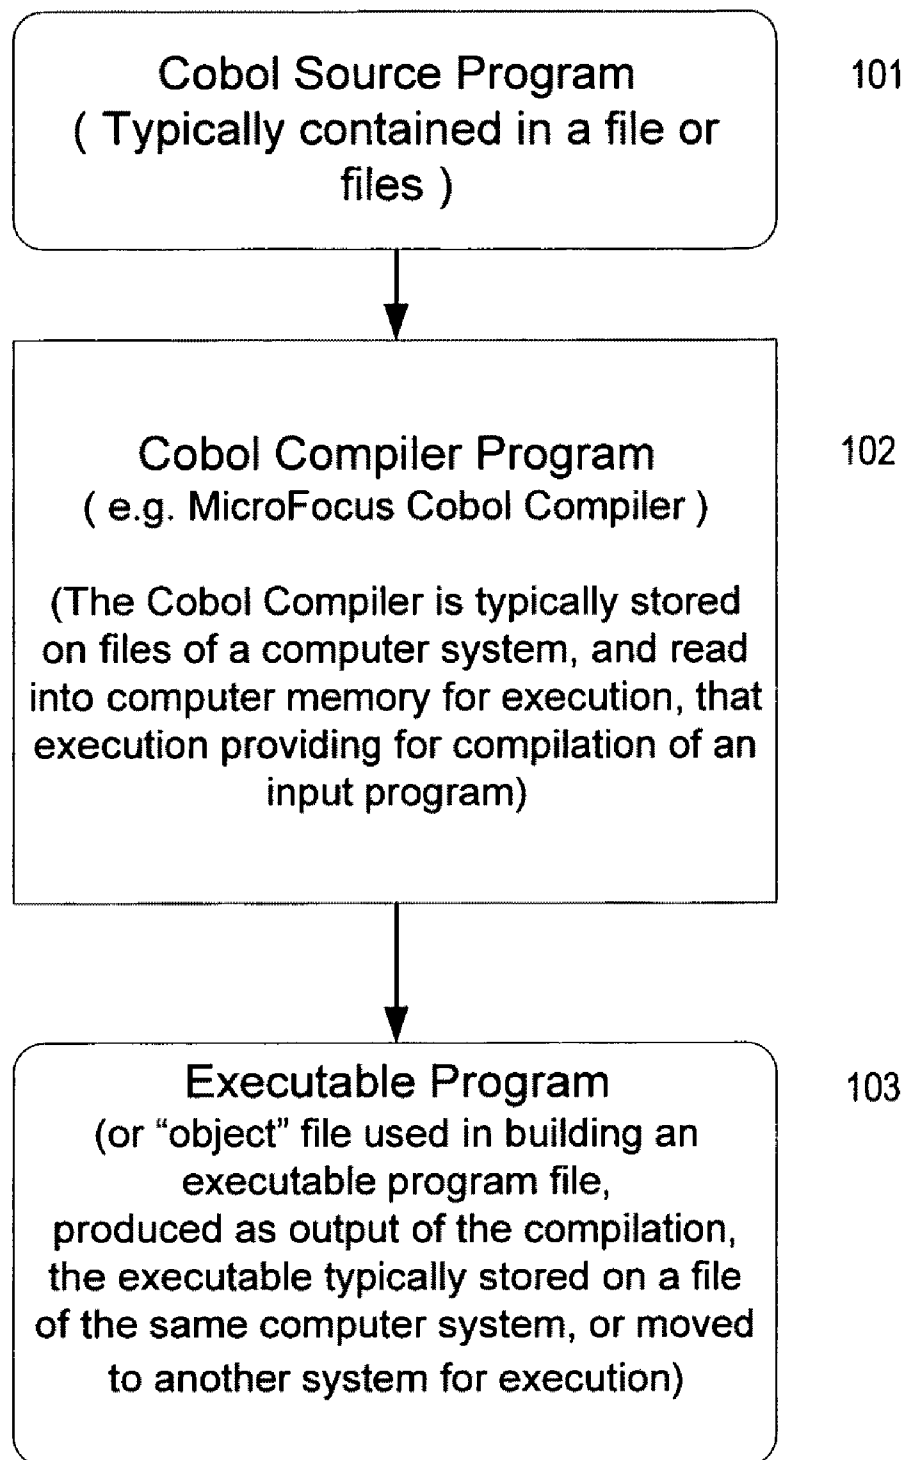 Cobol Source Program
( Typically contained in a file or
files )
101
Cobol Compiler Program
( e.g. MicroFocus Cobol Compiler )
(The Cobol Compiler is typically stored
on files of a computer system, and read
into computer memory for execution, that
execution providing for compilation of an
input program)
102
Executable Program
(or “object” file used in building an
executable program file,
produced as output of the compilation,
the executable typically stored on a file
of the same computer system, or moved
to another system for execution)
103